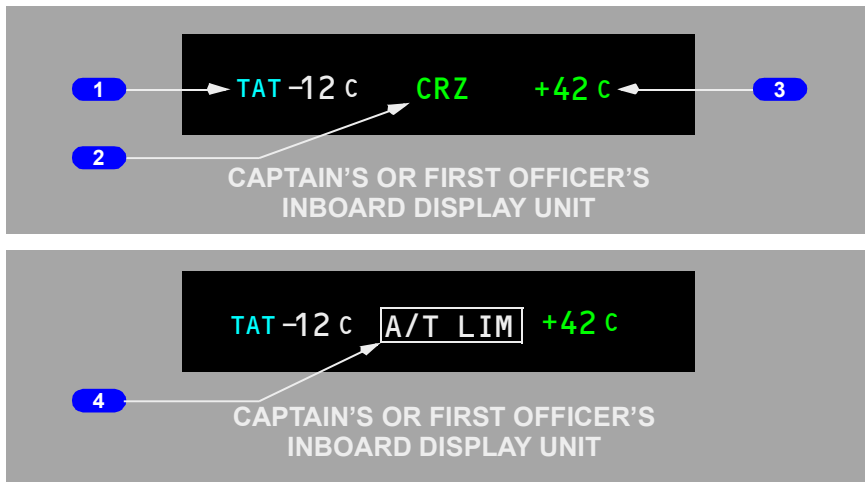 1 TAT -12 C CRZ +42 C 3
2
CAPTAIN'S OR FIRST OFFICER'S
INBOARD DISPLAY UNIT
TAT -12 C A/T LIM +42 C
4
CAPTAIN'S OR FIRST OFFICER'S
INBOARD DISPLAY UNIT